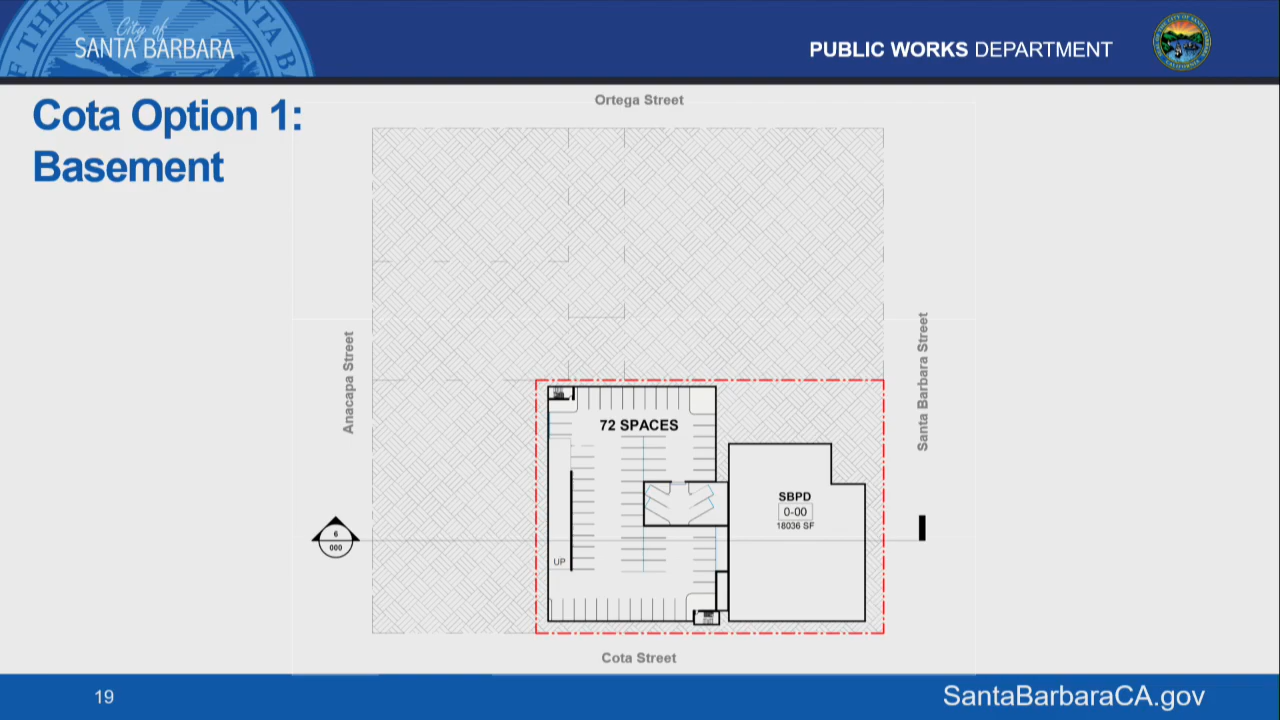 City of
SANTA BARBARA
PUBLIC WORKS DEPARTMENT
Cota Option 1:
Basement
Ortega Street
Anacapa Street
Santa Barbara Street
72 SPACES
SBPD
0-00
18036 SF
6
000
UP
Cota Street
19
SantaBarbaraCA.gov